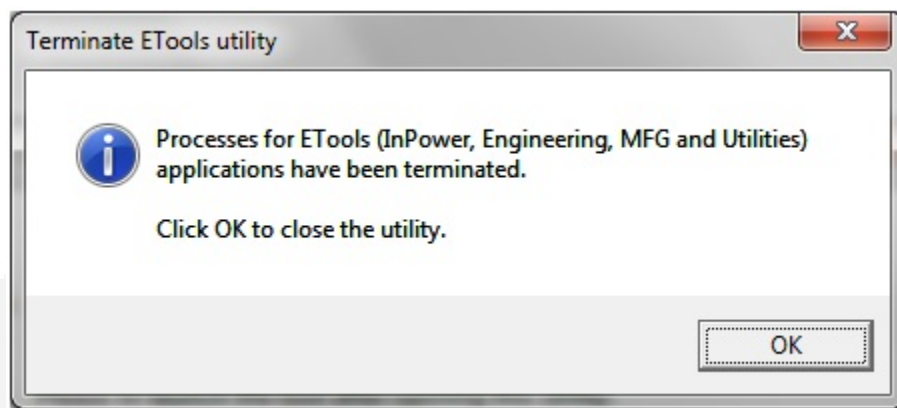 Terminate ETools utility
Processes for ETools (InPower, Engineering, MFG and Utilities)
applications have been terminated.
Click OK to close the utility.
OK